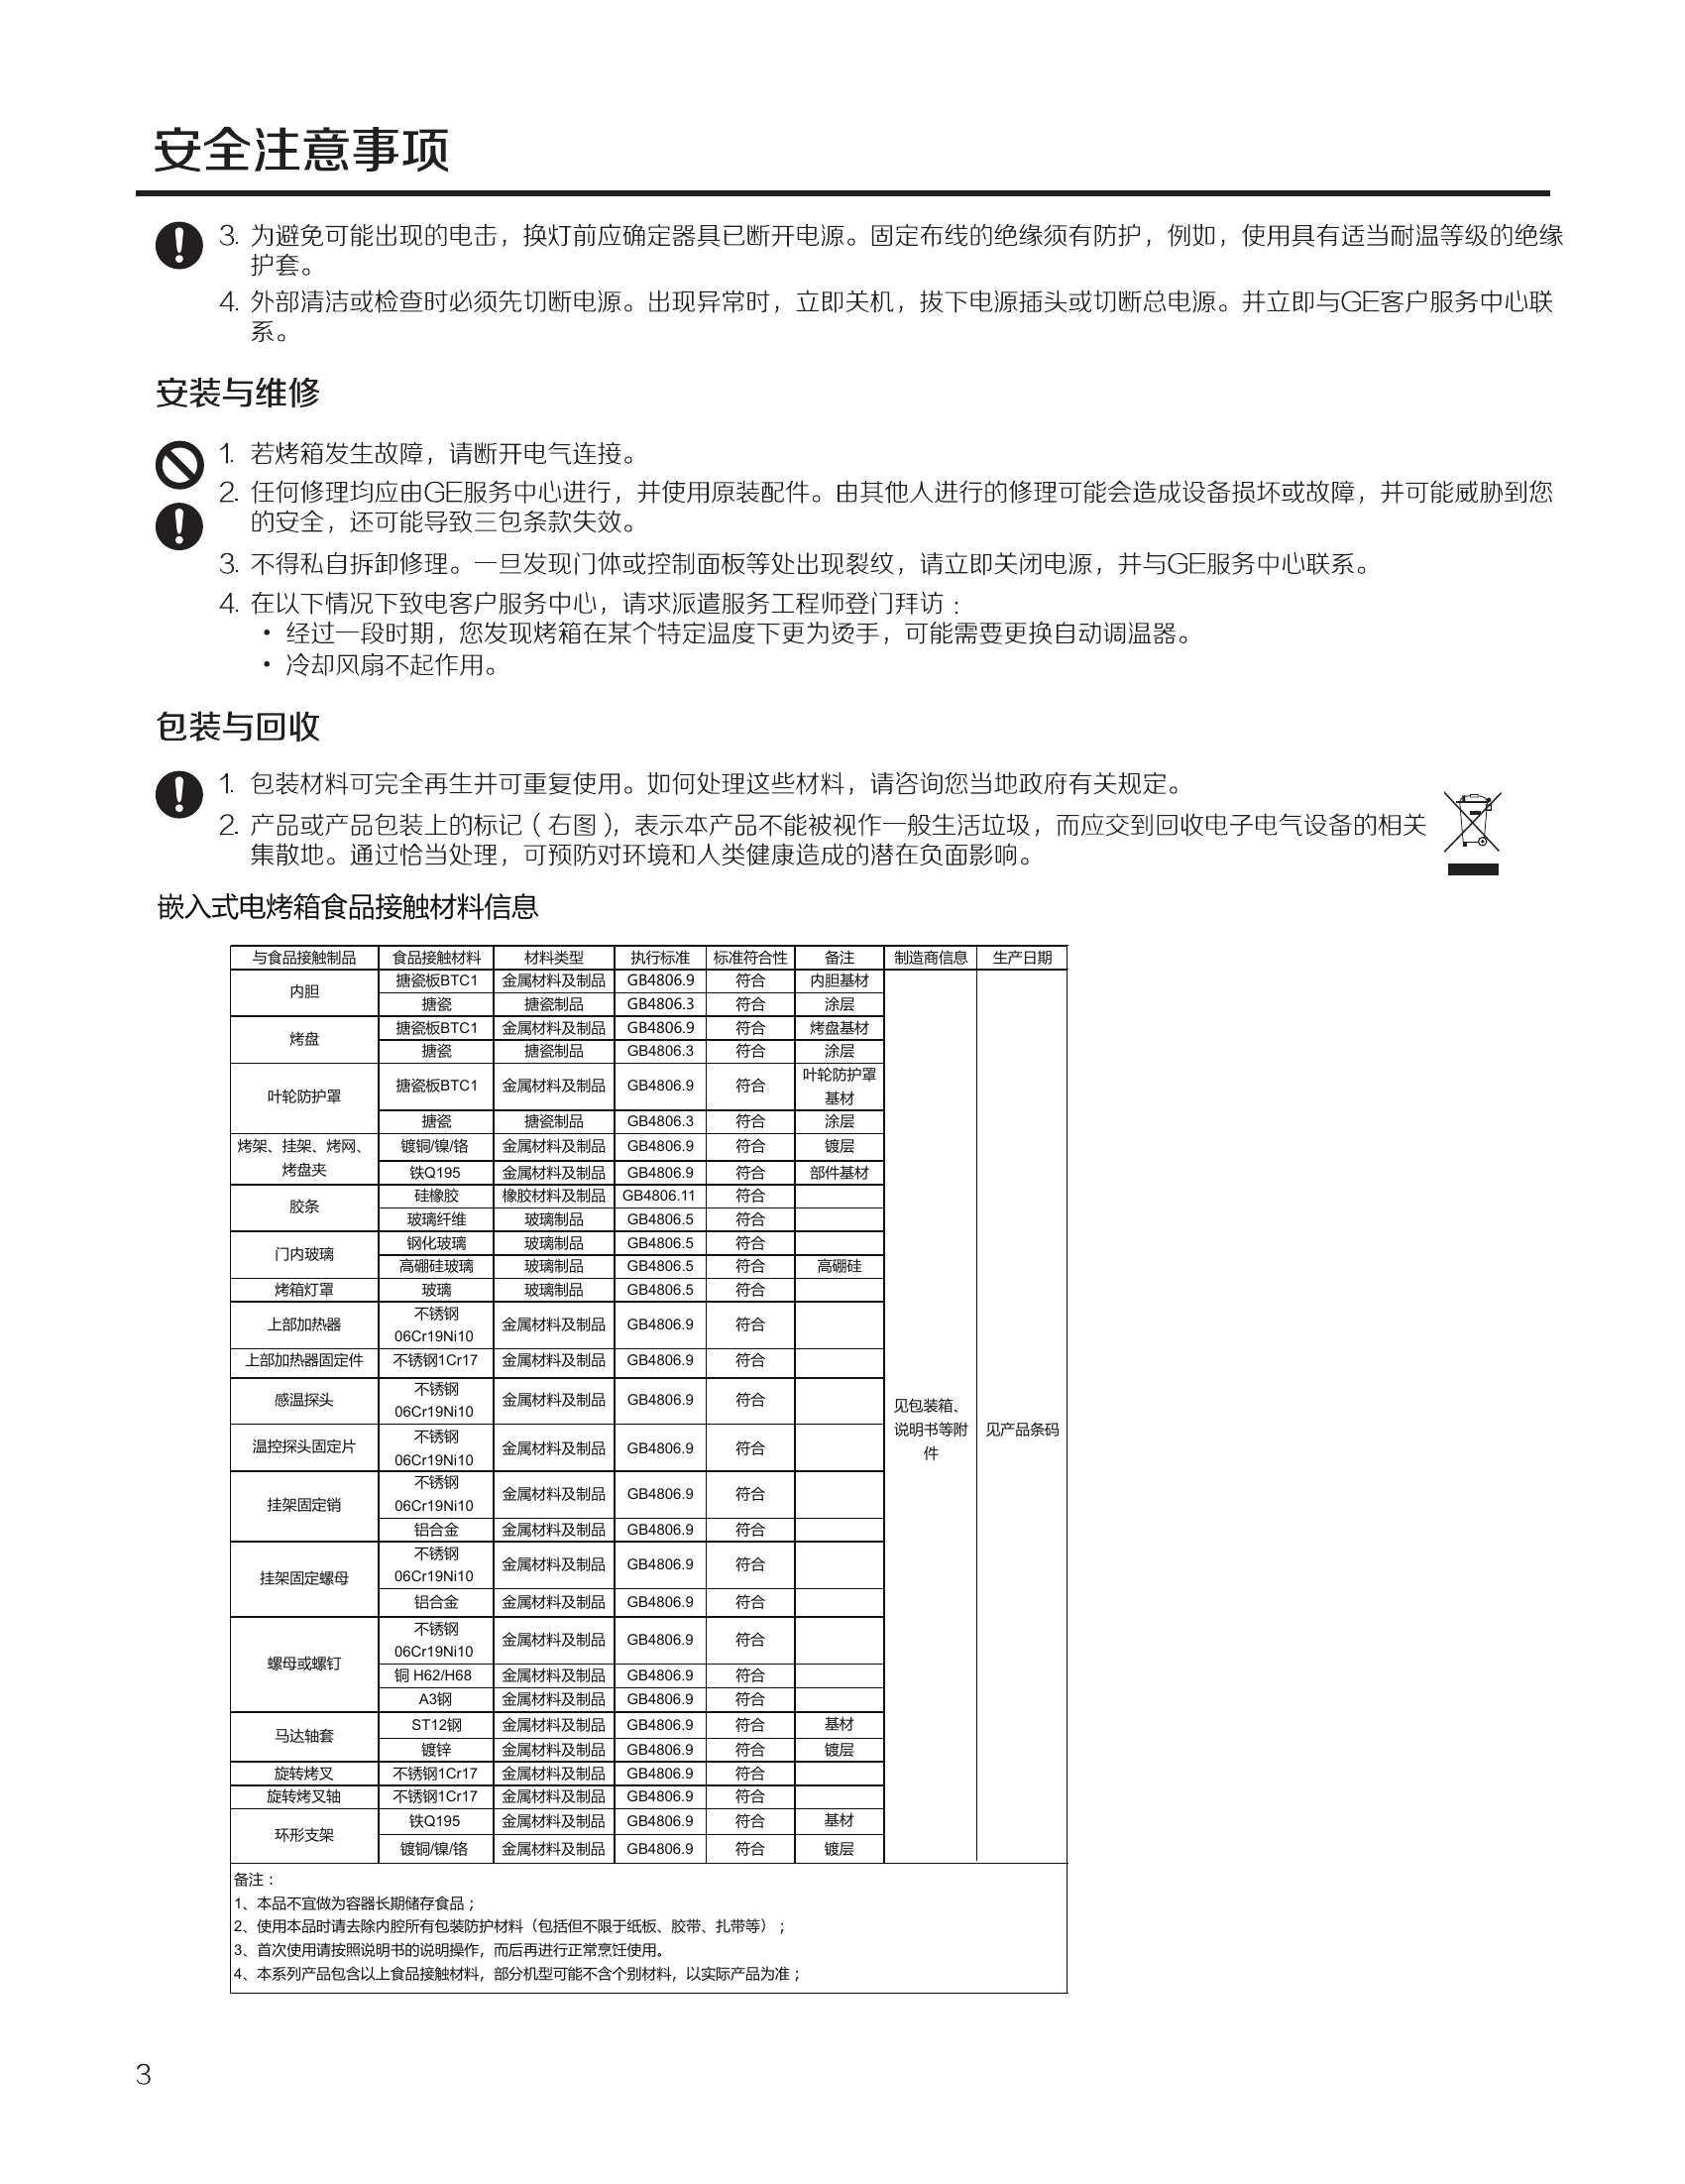 安全注意事项
3. 为避免可能出现的电击，换灯前应确定器具已断开电源。固定布线的绝缘须有防护，例如，使用具有适当耐温等级的绝缘
护套。
4. 外部清洁或检查时必须先切断电源。出现异常时，立即关机，拔下电源插头或切断总电源。并立即与GE客户服务中心联
系。
安装与维修
1. 若烤箱发生故障，请断开电气连接。
2. 任何修理均应由GE服务中心进行，并使用原装配件。由其他人进行的修理可能会造成设备损坏或故障，并可能威胁到您
的安全，还可能导致三包条款失效。
3. 不得私自拆卸修理。一旦发现门体或控制面板等处出现裂纹，请立即关闭电源，并与GE服务中心联系。
4. 在以下情况下致电客户服务中心，请求派遣服务工程师登门拜访：
• 经过一段时期，您发现烤箱在某个特定温度下更为烫手，可能需要更换自动调温器。
• 冷却风扇不起作用。
包装与回收
1. 包装材料可完全再生并可重复使用。如何处理这些材料，请咨询您当地政府有关规定。
2. 产品或产品包装上的标记（右图），表示本产品不能被视作一般生活垃圾，而应交到回收电子电气设备的相关
集散地。通过恰当处理，可预防对环境和人类健康造成的潜在负面影响。
嵌入式电烤箱食品接触材料信息
与食品接触制品 食品接触材料 材料类型 执行标准 标准符合性 备注 制造商信息 生产日期
内胆 搪瓷板BTC1 金属材料及制品 GB4806.9 符合 内胆基材
搪瓷 搪瓷制品 GB4806.3 符合 涂层
烤盘 搪瓷板BTC1 金属材料及制品 GB4806.9 符合 烤盘基材
搪瓷 搪瓷制品 GB4806.3 符合 涂层
叶轮防护罩 搪瓷板BTC1 金属材料及制品 GB4806.9 符合 叶轮防护罩
基材
搪瓷 搪瓷制品 GB4806.3 符合 涂层
烤架、挂架、烤网、 镀铜/镍/铬 金属材料及制品 GB4806.9 符合 镀层
烤盘夹 铁Q195 金属材料及制品 GB4806.9 符合 部件基材
胶条 硅橡胶 橡胶材料及制品 GB4806.11 符合
玻璃纤维 玻璃制品 GB4806.5 符合
门内玻璃 钢化玻璃 玻璃制品 GB4806.5 符合
高硼硅玻璃 玻璃制品 GB4806.5 符合 高硼硅
烤箱灯罩 玻璃 玻璃制品 GB4806.5 符合
上部加热器 不锈钢
06Cr19Ni10 金属材料及制品 GB4806.9 符合
上部加热器固定件 不锈钢1Cr17 金属材料及制品 GB4806.9 符合
感温探头 不锈钢
06Cr19Ni10 金属材料及制品 GB4806.9 符合
见包装箱、
说明书等附
件
见产品条码
温控探头固定片 不锈钢
06Cr19Ni10 金属材料及制品 GB4806.9 符合
挂架固定销 不锈钢
06Cr19Ni10 金属材料及制品 GB4806.9 符合
铝合金 金属材料及制品 GB4806.9 符合
挂架固定螺母 不锈钢
06Cr19Ni10 金属材料及制品 GB4806.9 符合
铝合金 金属材料及制品 GB4806.9 符合
螺母或螺钉 不锈钢
06Cr19Ni10 金属材料及制品 GB4806.9 符合
铜 H62/H68 金属材料及制品 GB4806.9 符合
A3钢 金属材料及制品 GB4806.9 符合
马达轴套 ST12钢 金属材料及制品 GB4806.9 符合 基材
镀锌 金属材料及制品 GB4806.9 符合 镀层
旋转烤叉 不锈钢1Cr17 金属材料及制品 GB4806.9 符合
旋转烤叉轴 不锈钢1Cr17 金属材料及制品 GB4806.9 符合
环形支架 铁Q195 金属材料及制品 GB4806.9 符合 基材
镀铜/镍/铬 金属材料及制品 GB4806.9 符合 镀层
备注：
1、本品不宜做为容器长期储存食品；
2、使用本品时请去除内腔所有包装防护材料（包括但不限于纸板、胶带、扎带等）；
3、首次使用请按照说明书的说明操作，而后再进行正常烹饪使用。
4、本系列产品包含以上食品接触材料，部分机型可能不含个别材料，以实际产品为准；
3